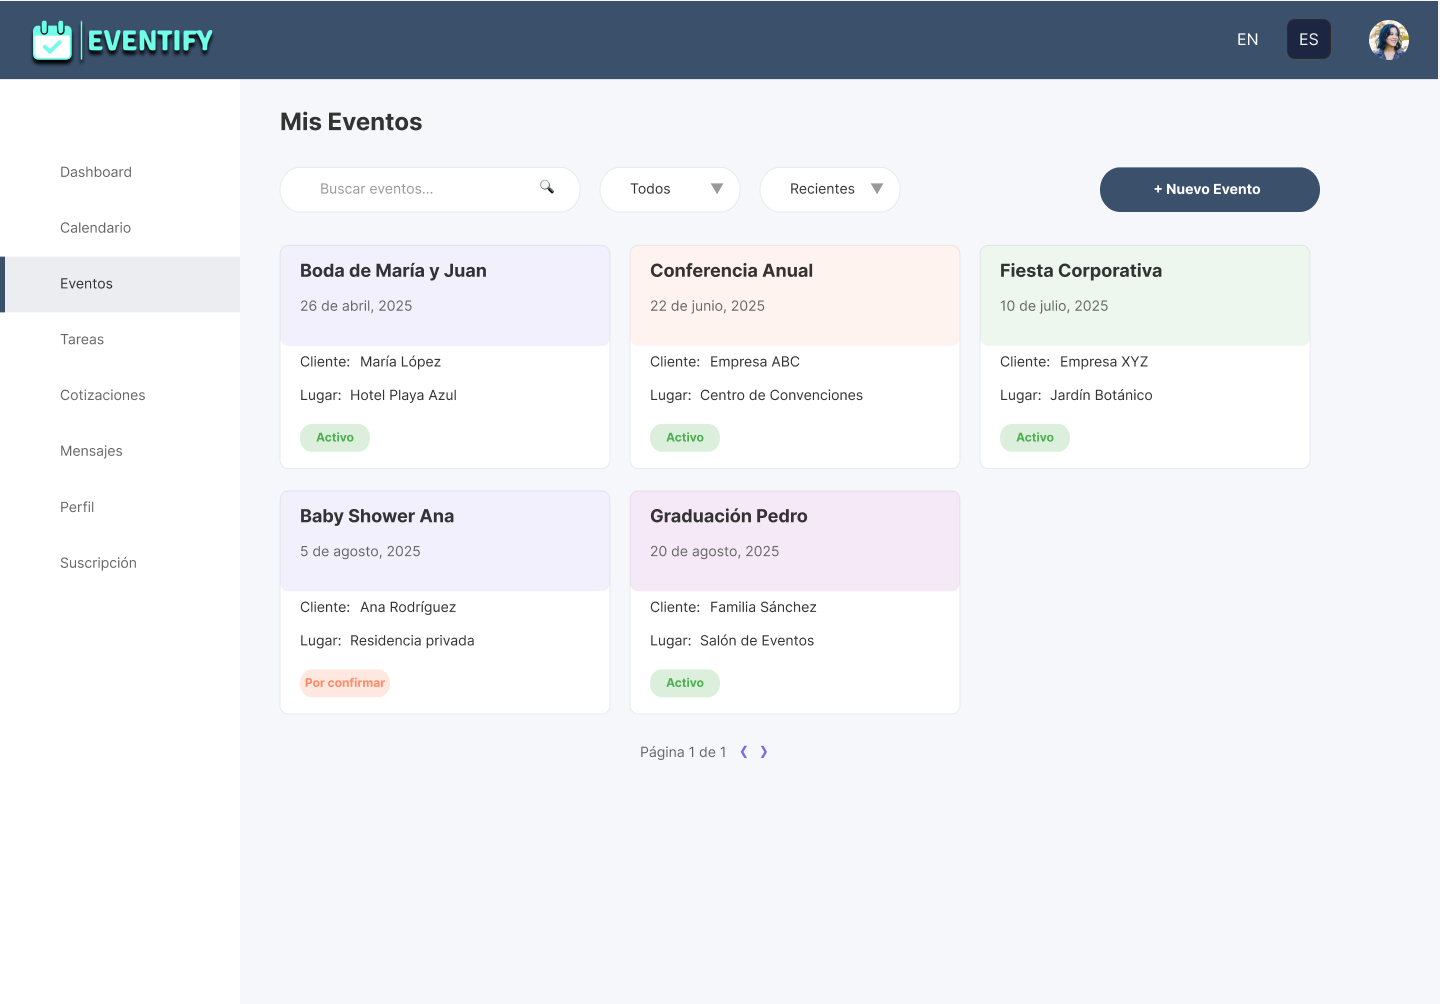 EVENTIFY
EN
ES
Dashboard
Calendario
Eventos
Tareas
Cotizaciones
Mensajes
Perfil
Suscripción
Mis Eventos
Buscar eventos...
Todos
Recientes
+ Nuevo Evento
Boda de María y Juan
26 de abril, 2025
Cliente: María López
Lugar: Hotel Playa Azul
Activo
Conferencia Anual
22 de junio, 2025
Cliente: Empresa ABC
Lugar: Centro de Convenciones
Activo
Fiesta Corporativa
10 de julio, 2025
Cliente: Empresa XYZ
Lugar: Jardín Botánico
Activo
Baby Shower Ana
5 de agosto, 2025
Cliente: Ana Rodríguez
Lugar: Residencia privada
Por confirmar
Graduación Pedro
20 de agosto, 2025
Cliente: Familia Sánchez
Lugar: Salón de Eventos
Activo
Página 1 de 1 ❮ ❯